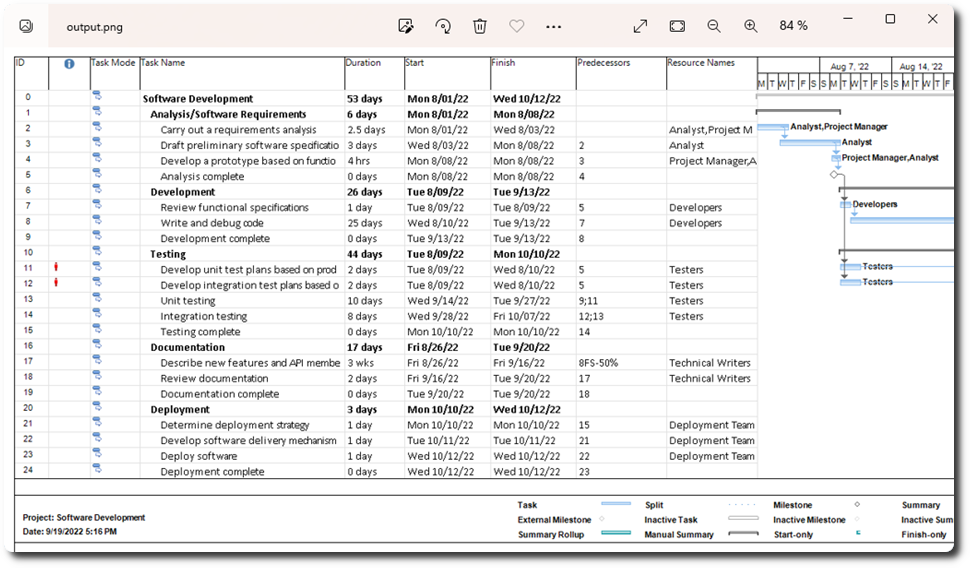 output.png 84 %
ID Task Mode Task Name Duration Start Finish Predecessors Resource Names
Aug 7, '22 Aug 14, '22
M T W T F S S M T W T F S S M T W T F
0 Software Development 53 days Mon 8/01/22 Wed 10/12/22
1 Analysis/Software Requirements 6 days Mon 8/01/22 Mon 8/08/22
2 Carry out a requirements analysis 2.5 days Mon 8/01/22 Wed 8/03/22 Analyst,Project M Analyst,Project Manager
3 Draft preliminary software specificatio 3 days Wed 8/03/22 Mon 8/08/22 2 Analyst Analyst
4 Develop a prototype based on functio 4 hrs Mon 8/08/22 Mon 8/08/22 3 Project Manager,A Project Manager,Analyst
5 Analysis complete 0 days Mon 8/08/22 Mon 8/08/22 4
6 Development 26 days Tue 8/09/22 Tue 9/13/22
7 Review functional specifications 1 day Tue 8/09/22 Tue 8/09/22 5 Developers Developers
8 Write and debug code 25 days Wed 8/10/22 Tue 9/13/22 7 Developers
9 Development complete 0 days Tue 9/13/22 Tue 9/13/22 8
10 Testing 44 days Tue 8/09/22 Mon 10/10/22
11 Develop unit test plans based on prod 2 days Tue 8/09/22 Wed 8/10/22 5 Testers Testers
12 Develop integration test plans based o 2 days Tue 8/09/22 Wed 8/10/22 5 Testers Testers
13 Unit testing 10 days Wed 9/14/22 Tue 9/27/22 9;11 Testers
14 Integration testing 8 days Wed 9/28/22 Fri 10/07/22 12;13 Testers
15 Testing complete 0 days Mon 10/10/22 Mon 10/10/22 14
16 Documentation 17 days Fri 8/26/22 Tue 9/20/22
17 Describe new features and API membe 3 wks Fri 8/26/22 Fri 9/16/22 8FS-50% Technical Writers
18 Review documentation 2 days Fri 9/16/22 Tue 9/20/22 17 Technical Writers
19 Documentation complete 0 days Tue 9/20/22 Tue 9/20/22 18
20 Deployment 3 days Mon 10/10/22 Wed 10/12/22
21 Determine deployment strategy 1 day Mon 10/10/22 Mon 10/10/22 15 Deployment Team
22 Develop software delivery mechanism 1 day Tue 10/11/22 Tue 10/11/22 21 Deployment Team
23 Deploy software 1 day Wed 10/12/22 Wed 10/12/22 22 Deployment Team
24 Deployment complete 0 days Wed 10/12/22 Wed 10/12/22 23
Project: Software Development
Date: 9/19/2022 5:16 PM
Task Split Milestone Summary
External Milestone Inactive Task Inactive Milestone Inactive Sum
Summary Rollup Manual Summary Start-only Finish-only